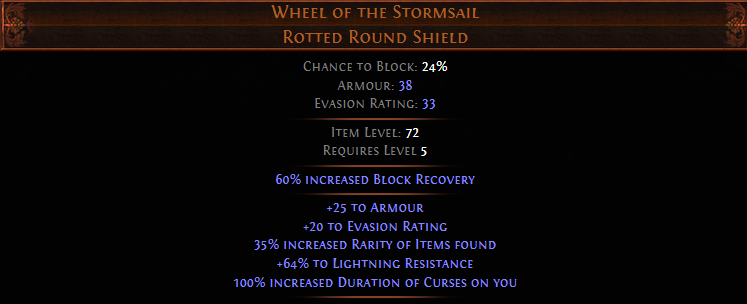 Wheel of the Stormsail
Rotted Round Shield
Chance to Block: 24%
Armour: 38
Evasion Rating: 33
Item Level: 72
Requires Level 5
60% increased Block Recovery
+25 to Armour
+20 to Evasion Rating
35% increased Rarity of Items found
+64% to Lightning Resistance
100% increased Duration of Curses on you